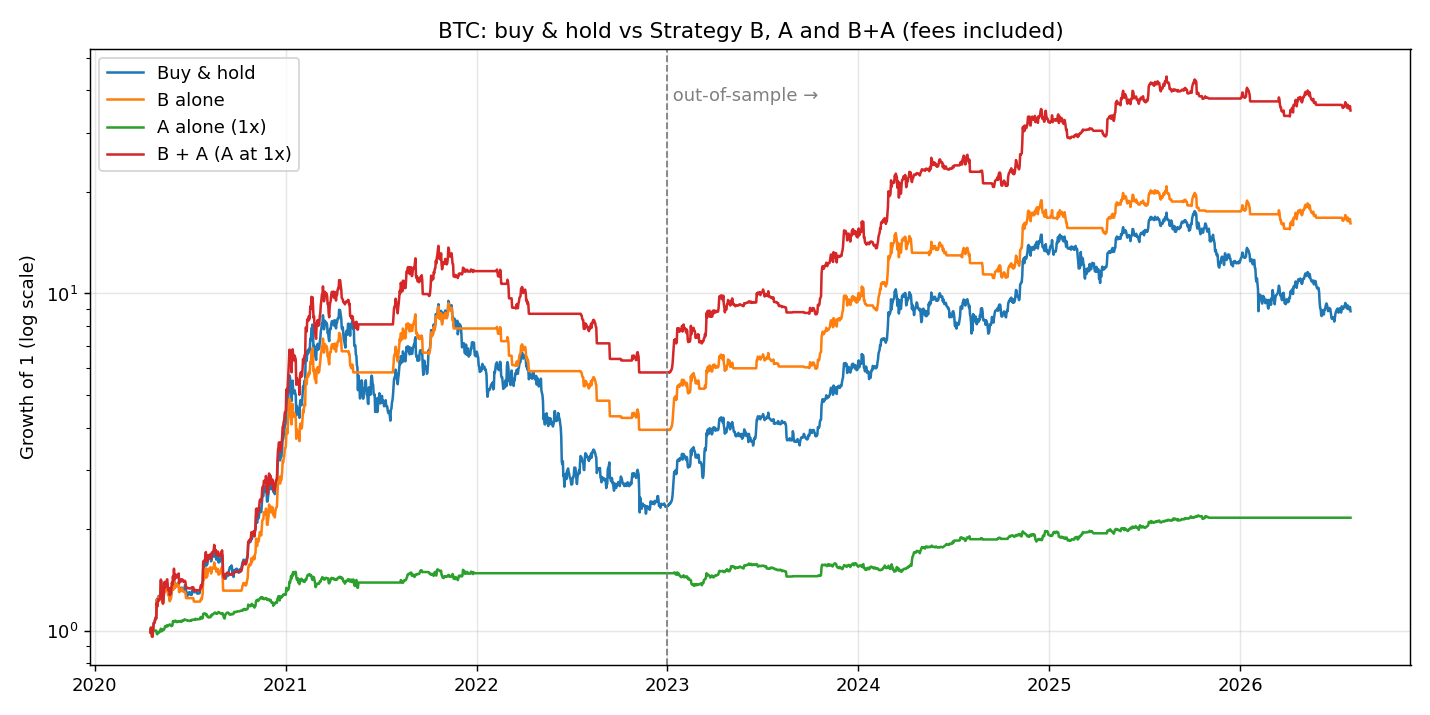 BTC: buy & hold vs Strategy B, A and B+A (fees included)
Buy & hold
B alone
A alone (1x)
B + A (A at 1x)
out-of-sample →
Growth of 1 (log scale)
10¹
10⁰
2020 2021 2022 2023 2024 2025 2026